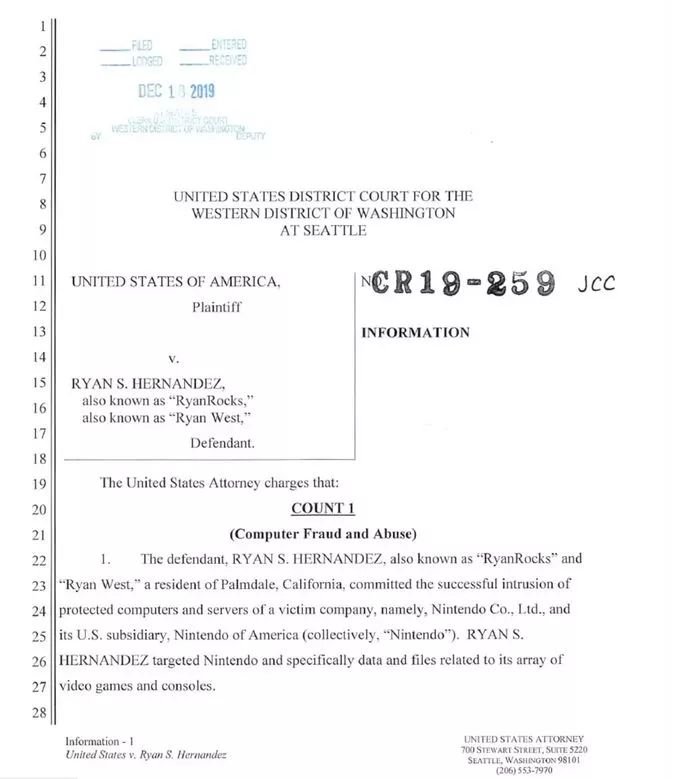 1
2
3
4
5
6
7
8
9
10
11
12
13
14
15
16
17
18
19
20
21
22
23
24
25
26
27
28
FILED ENTERED
LODGED RECEIVED
DEC 18 2019
CLERK U.S. DISTRICT COURT
WESTERN DISTRICT OF WASHINGTON
BY DEPUTY
UNITED STATES DISTRICT COURT FOR THE
WESTERN DISTRICT OF WASHINGTON
AT SEATTLE
UNITED STATES OF AMERICA,
Plaintiff
v.
RYAN S. HERNANDEZ,
also known as “RyanRocks,”
also known as “Ryan West,”
Defendant.
CR19-259 JCC
INFORMATION
The United States Attorney charges that:
COUNT 1
(Computer Fraud and Abuse)
1. The defendant, RYAN S. HERNANDEZ, also known as “RyanRocks” and
“Ryan West,” a resident of Palmdale, California, committed the successful intrusion of
protected computers and servers of a victim company, namely, Nintendo Co., Ltd., and
its U.S. subsidiary, Nintendo of America (collectively, “Nintendo”). RYAN S.
HERNANDEZ targeted Nintendo and specifically data and files related to its array of
video games and consoles.
Information - 1
United States v. Ryan S. Hernandez
UNITED STATES ATTORNEY
700 STEWART STREET, SUITE 5220
SEATTLE, WASHINGTON 98101
(206) 553-7970